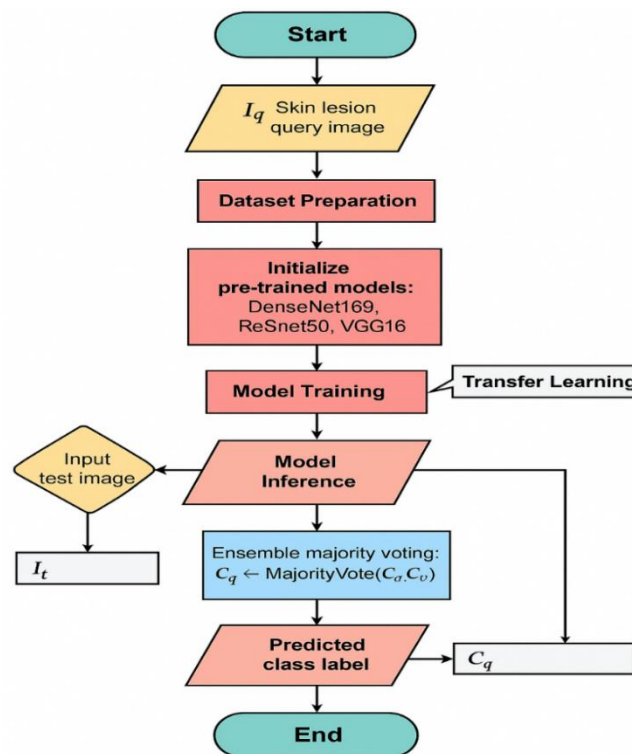 Start
I_q Skin lesion
query image
Dataset Preparation
Initialize
pre-trained models:
DenseNet169,
ReSnet50, VGG16
Model Training
Transfer Learning
Input
test image
Model
Inference
I_t
Ensemble majority voting:
C_q ← MajorityVote(C_σ,C_υ)
Predicted
class label
C_q
End